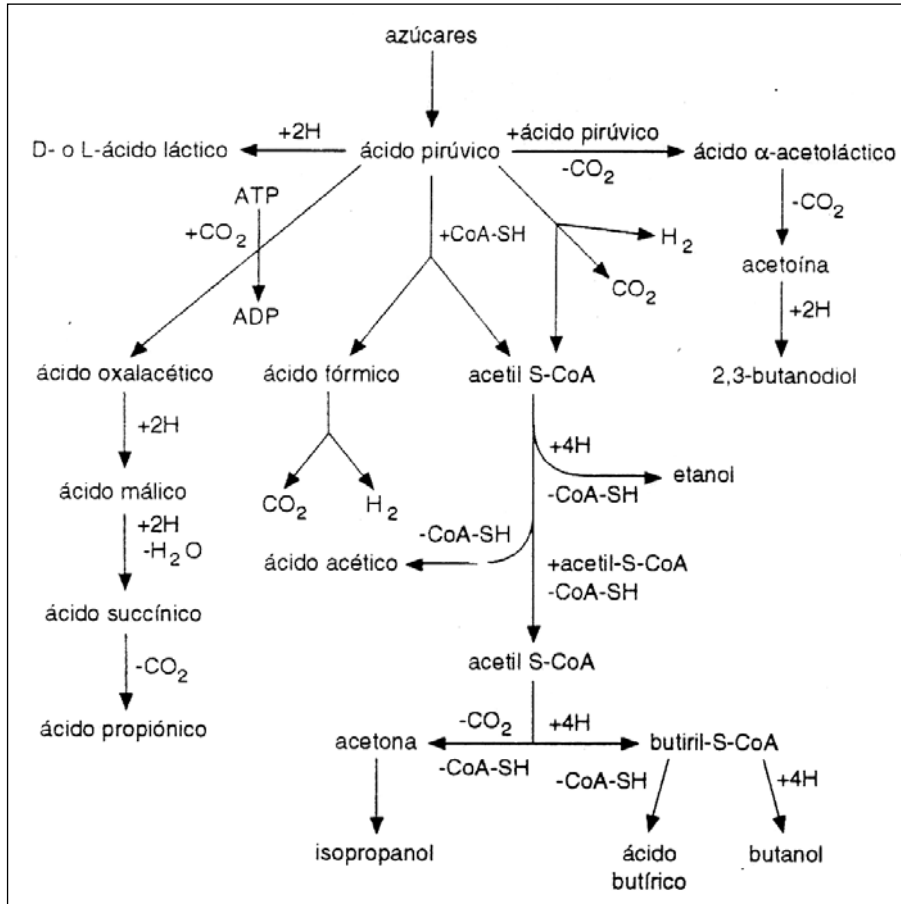 azúcares
+2H
+ácido pirúvico
D- o L-ácido láctico
ácido pirúvico
ácido α-acetoláctico
-CO2
ATP
-CO2
+CO2
+CoA-SH
H2
acetoína
CO2
ADP
+2H
ácido oxalacético
ácido fórmico
acetil S-CoA
2,3-butanodiol
+2H
+4H
etanol
ácido málico
CO2
H2
-CoA-SH
+2H
-H2O
-CoA-SH
ácido acético
+acetil-S-CoA
-CoA-SH
ácido succínico
acetil S-CoA
-CO2
-CO2
+4H
ácido propiónico
acetona
butiril-S-CoA
-CoA-SH
-CoA-SH
+4H
isopropanol
ácido
butírico
butanol